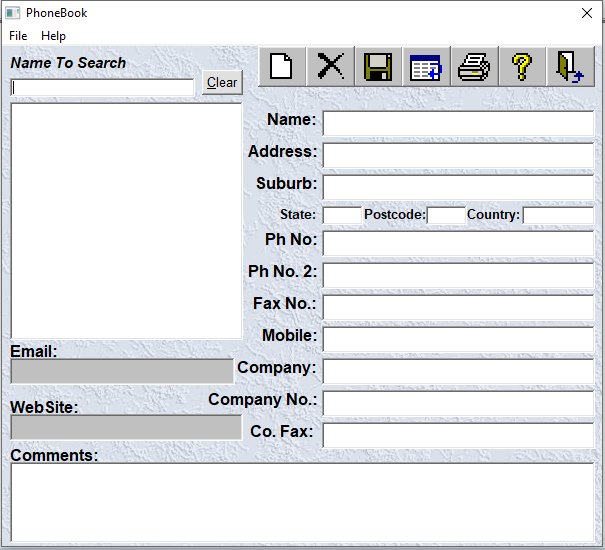 PhoneBook
File Help
Name To Search
Clear
Name:
Address:
Suburb:
State: Postcode: Country:
Ph No:
Ph No. 2:
Fax No.:
Mobile:
Email:
Company:
WebSite:
Company No.:
Co. Fax:
Comments: